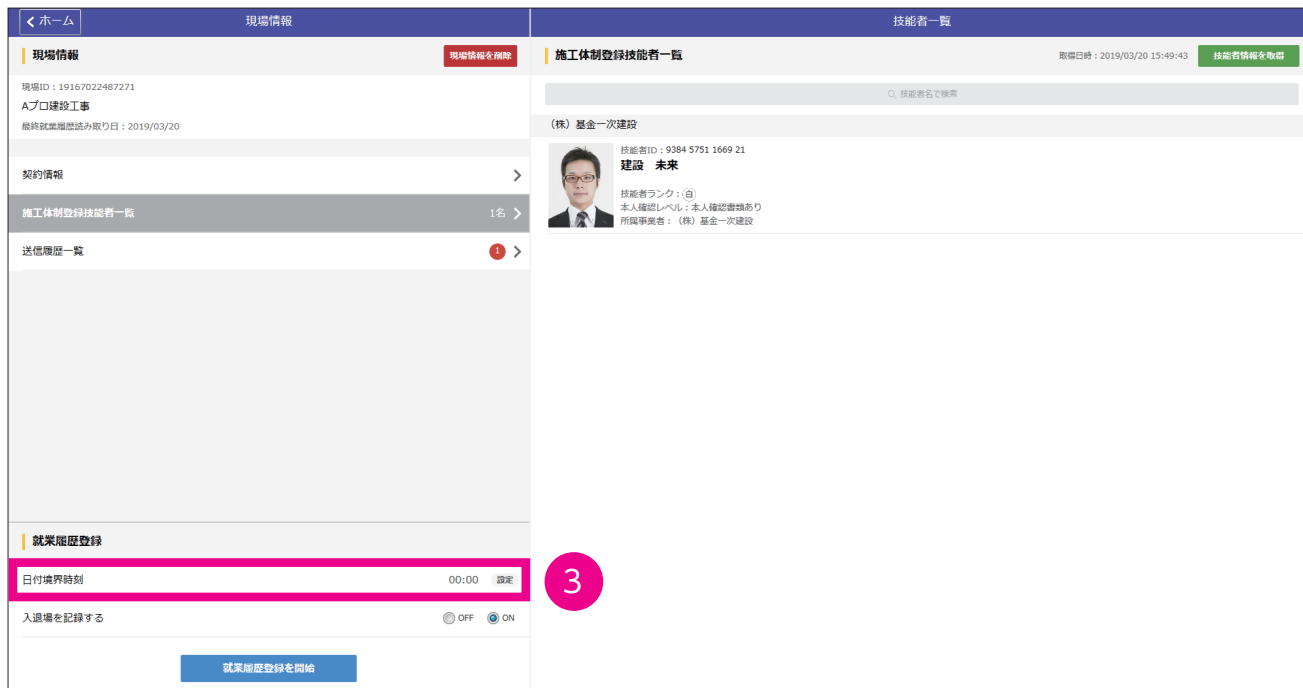 ホーム
現場情報
技能者一覧
現場情報
現場情報を削除
現場ID：19167022487271
Aプロ建設工事
最終就業履歴読み取り日：2019/03/20
契約情報
施工体制登録技能者一覧 1名
送信履歴一覧 1
就業履歴登録
日付境界時刻 00:00 設定
入退場を記録する OFF ON
就業履歴登録を開始
施工体制登録技能者一覧
取得日時：2019/03/20 15:49:43
技能者情報を取得
技能者名で検索
（株）基金一次建設
技能者ID：9384 5751 1669 21
建設　未来
技能者ランク：白
本人確認レベル：本人確認書類あり
所属事業者：（株）基金一次建設
3